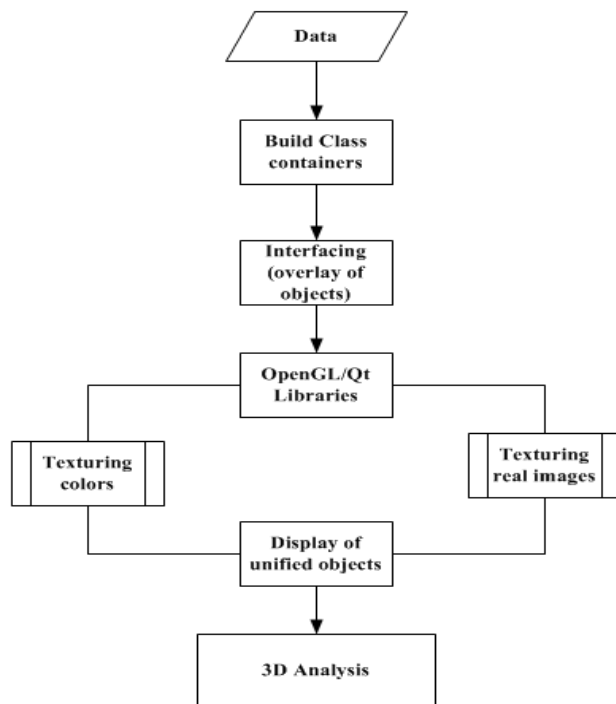 Data
Build Class
containers
Interfacing
(overlay of
objects)
OpenGL/Qt
Libraries
Texturing
colors
Texturing
real images
Display of
unified objects
3D Analysis